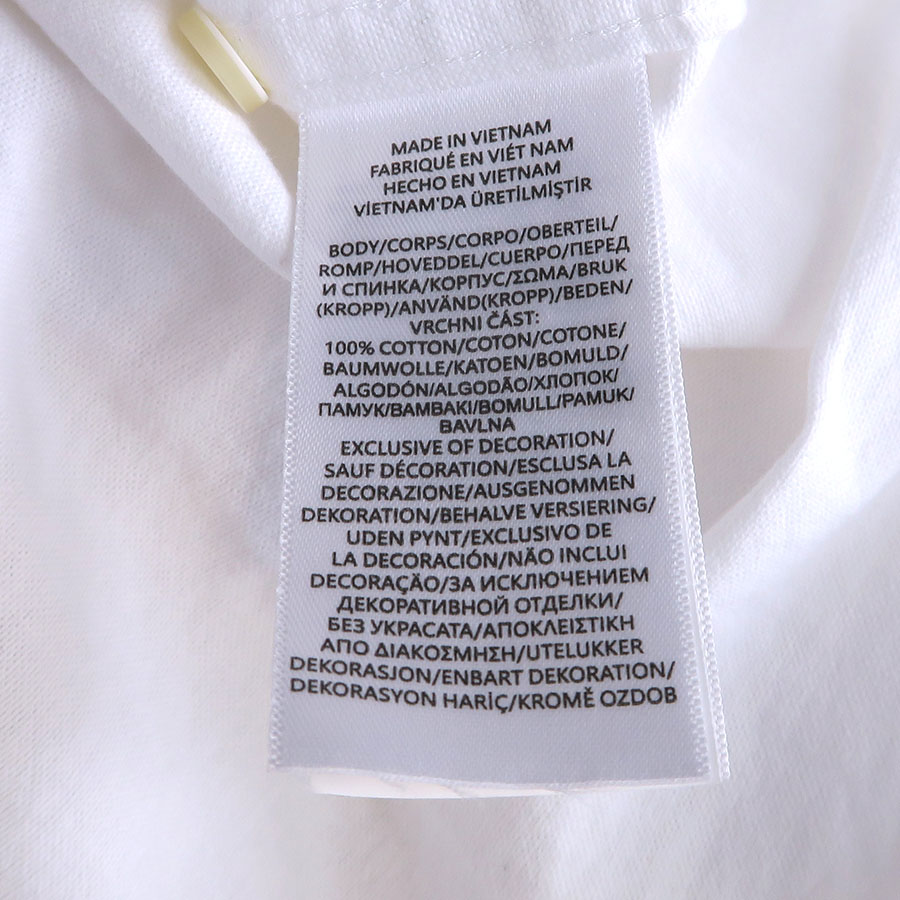 MADE IN VIETNAM
FABRIQUÉ EN VIÊT NAM
HECHO EN VIETNAM
VİETNAM'DA ÜRETİLMİŞTİR
BODY/CORPS/CORPO/OBERTEIL/
ROMP/HOVEDDEL/CUERPO/ПЕРЕД
И СПИНКА/КОРПУС/ΣΩΜΑ/BRUK
(KROPP)/ANVÄND(KROPP)/BEDEN/
VRCHNI ČÁST:
100% COTTON/COTON/COTONE/
BAUMWOLLE/KATOEN/BOMULD/
ALGODÓN/ALGODÃO/ХЛОПОК/
ПАМУК/BAMBAKI/BOMULL/PAMUK/
BAVLNA
EXCLUSIVE OF DECORATION/
SAUF DÉCORATION/ESCLUSA LA
DECORAZIONE/AUSGENOMMEN
DEKORATION/BEHALVE VERSIERING/
UDEN PYNT/EXCLUSIVO DE
LA DECORACIÓN/NÃO INCLUI
DECORAÇÃO/ЗА ИСКЛЮЧЕНИЕМ
ДЕКОРАТИВНОЙ ОТДЕЛКИ/
БЕЗ УКРАСАТА/ΑΠΟΚΛΕΙΣΤΙΚΗ
ΑΠΟ ΔΙΑΚΟΣΜΗΣΗ/UTELUKKER
DEKORASJON/ENBART DEKORATION/
DEKORASYON HARİÇ/KROMĚ OZDOB